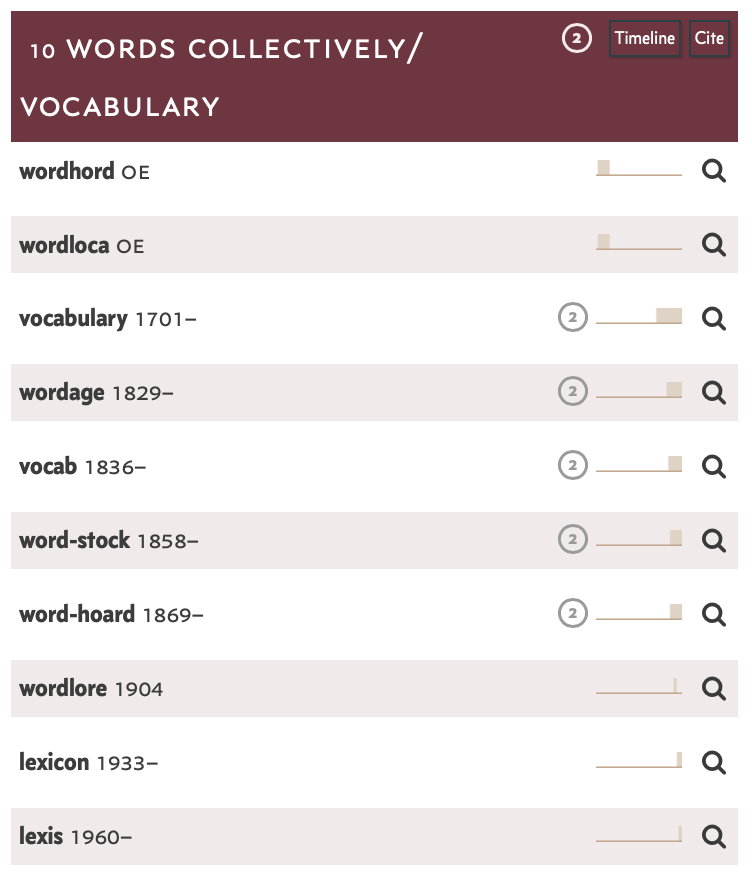 10 WORDS COLLECTIVELY/ 2 Timeline Cite
VOCABULARY
wordhord OE
wordloca OE
vocabulary 1701– 2
wordage 1829– 2
vocab 1836– 2
word-stock 1858– 2
word-hoard 1869– 2
wordlore 1904
lexicon 1933–
lexis 1960–